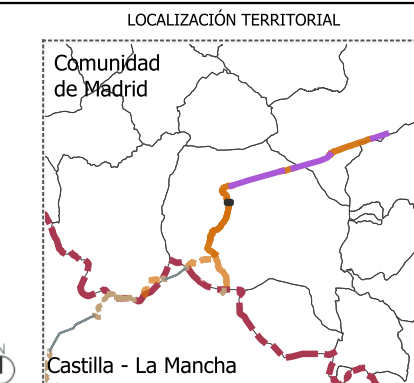 LOCALIZACIÓN TERRITORIAL
Comunidad
de Madrid
N
Castilla - La Mancha